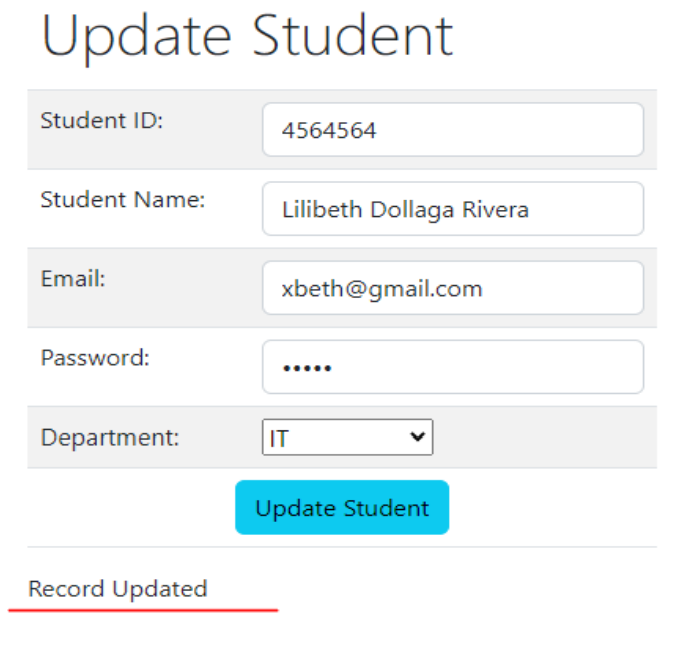 Update Student
Student ID: 4564564
Student Name: Lilibeth Dollaga Rivera
Email: xbeth@gmail.com
Password: •••••
Department: IT
Update Student
Record Updated